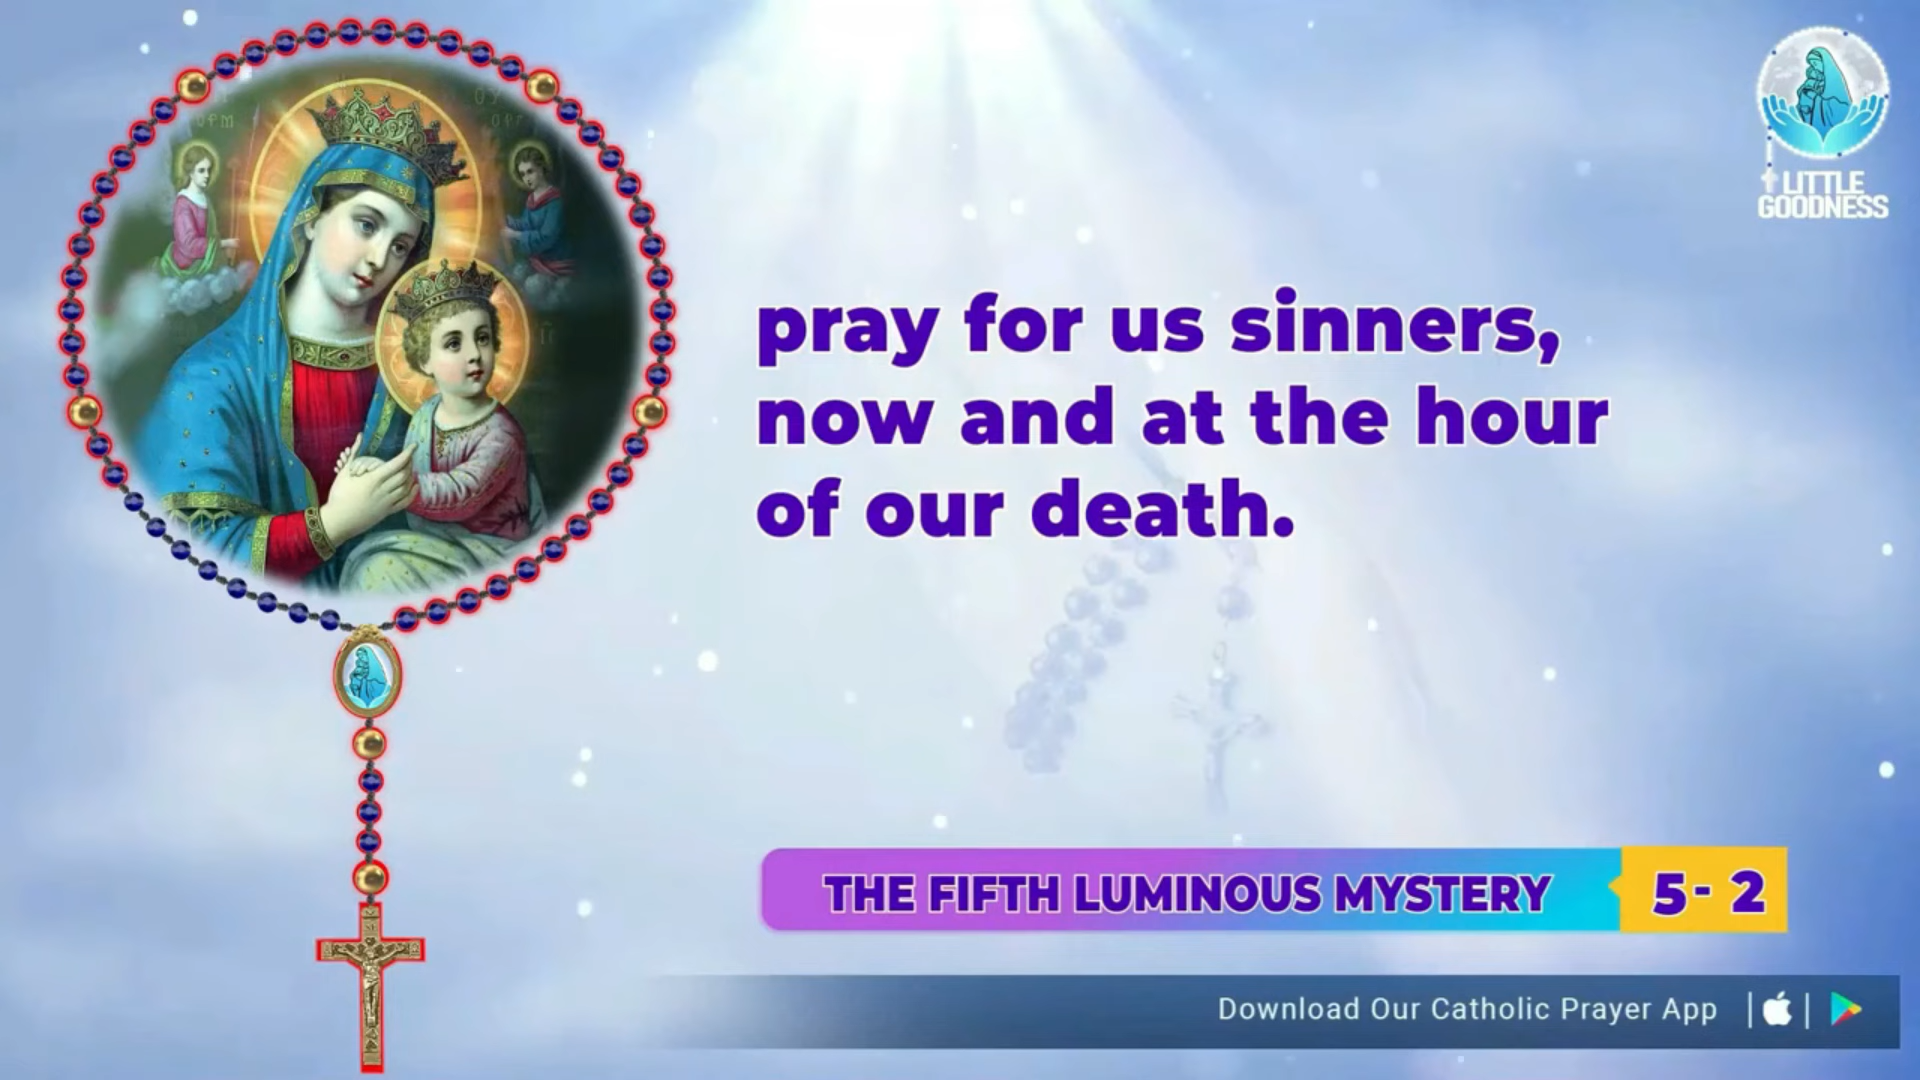 LITTLE
GOODNESS
pray for us sinners,
now and at the hour
of our death.
THE FIFTH LUMINOUS MYSTERY 5- 2
Download Our Catholic Prayer App